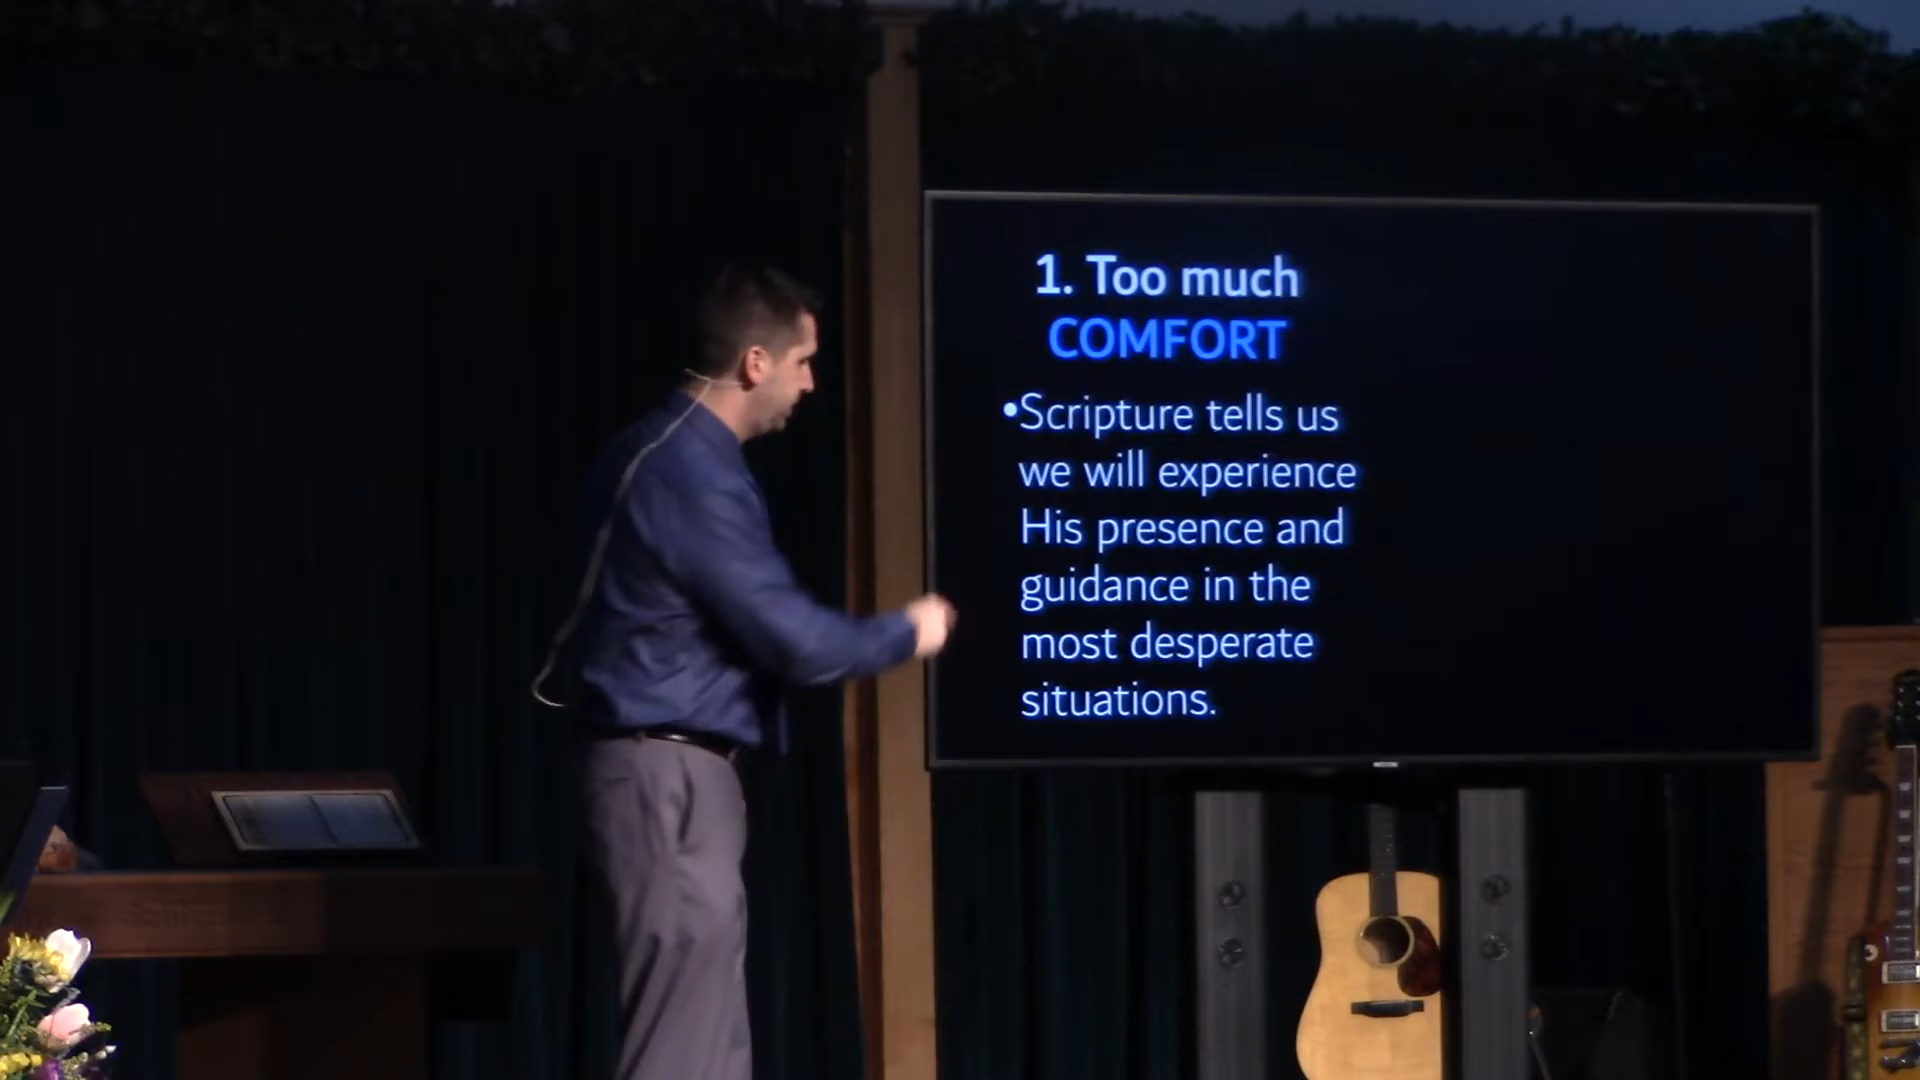 1. Too much
COMFORT
•Scripture tells us
we will experience
His presence and
guidance in the
most desperate
situations.